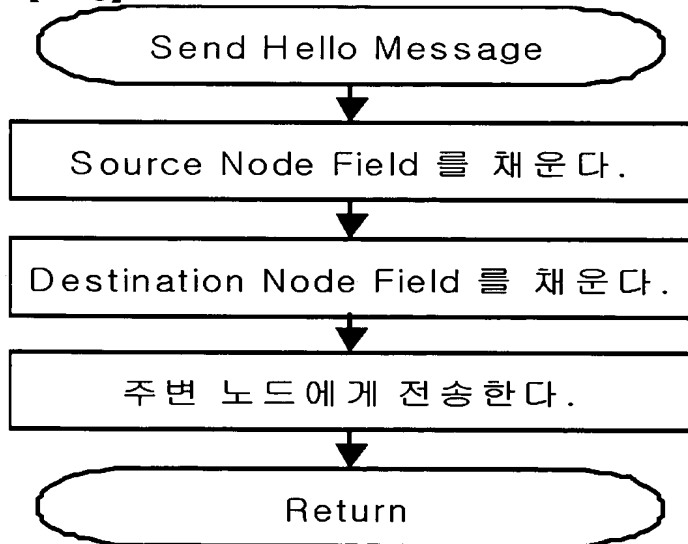 Send Hello Message
Source Node Field 를 채운다.
Destination Node Field 를 채운다.
주변 노드에게 전송한다.
Return